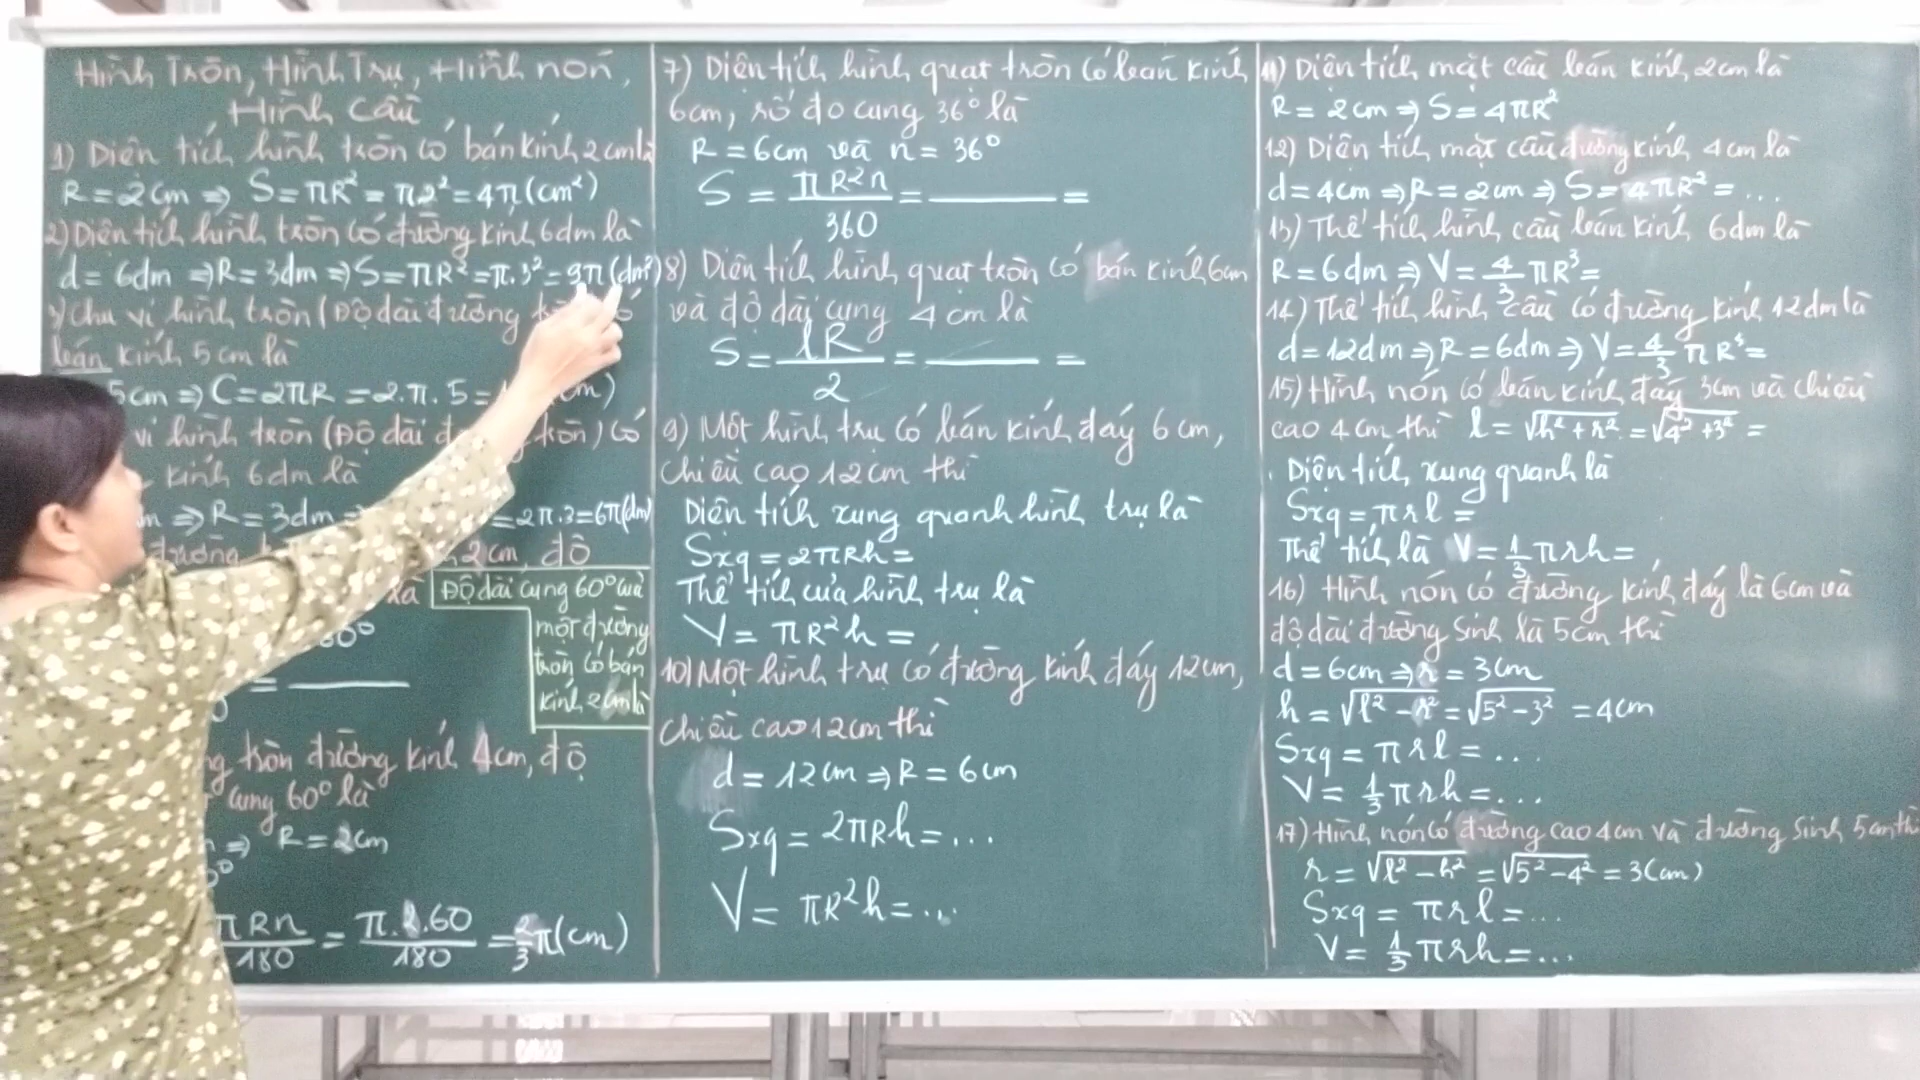 Hình Tròn, Hình Trụ, Hình nón,
Hình Cầu
1) Diện tích hình tròn có bán kính 2cm là
R = 2cm ⇒ S = πR² = π2² = 4π(cm²)
2) Diện tích hình tròn có đường kính 6dm là
d = 6dm ⇒ R = 3dm ⇒ S = πR² = π.3² = 9π(dm²)
3) Chu vi hình tròn (Độ dài đường
bán kính 5cm là
5cm ⇒ C = 2πR = 2.π.5 = cm)
vi hình tròn (Độ dài tròn) có
kính 6dm là
⇒ R = 3dm = 2π.3 = 6π(dm)
đường 2cm, độ
là
60°
= ———
Độ dài cung 60° của
một đường
tròn có bán
kính 2cm là
tròn đường kính 4cm, độ
cung 60° là
⇒ R = 2cm
πRn/180 = π.2.60/180 = 2/3 π(cm)
7) Diện tích hình quạt tròn có bán kính
6cm, số đo cung 36° là
R = 6cm và n = 36°
S = πR²n/360 = ——— =
8) Diện tích hình quạt tròn có bán kính 6cm
và độ dài cung 4cm là
S = lR/2 = ——— =
9) Một hình trụ có bán kính đáy 6cm,
chiều cao 12cm thì
Diện tích xung quanh hình trụ là
Sxq = 2πRh =
Thể tích của hình trụ là
V = πR²h =
10) Một hình trụ có đường kính đáy 12cm,
chiều cao 12cm thì
d = 12cm ⇒ R = 6cm
Sxq = 2πRh = ...
V = πR²h = ...
11) Diện tích mặt cầu bán kính 2cm là
R = 2cm ⇒ S = 4πR²
12) Diện tích mặt cầu đường kính 4cm là
d = 4cm ⇒ R = 2cm ⇒ S = 4πR² = ...
13) Thể tích hình cầu bán kính 6dm là
R = 6dm ⇒ V = 4/3 πR³ =
14) Thể tích hình cầu có đường kính 12dm là
d = 12dm ⇒ R = 6dm ⇒ V = 4/3 πR³ =
15) Hình nón có bán kính đáy 3cm và chiều
cao 4cm thì l = √(h² + r²) = √(4² + 3²) =
Diện tích xung quanh là
Sxq = πrl =
Thể tích là V = 1/3 πrh =
16) Hình nón có đường kính đáy là 6cm và
độ dài đường sinh là 5cm thì
d = 6cm ⇒ r = 3cm
h = √(l² − r²) = √(5² − 3²) = 4cm
Sxq = πrl = ...
V = 1/3 πrh = ...
17) Hình nón có đường cao 4cm và đường sinh 5cm thì
r = √(l² − h²) = √(5² − 4²) = 3(cm)
Sxq = πrl = ...
V = 1/3 πrh = ...